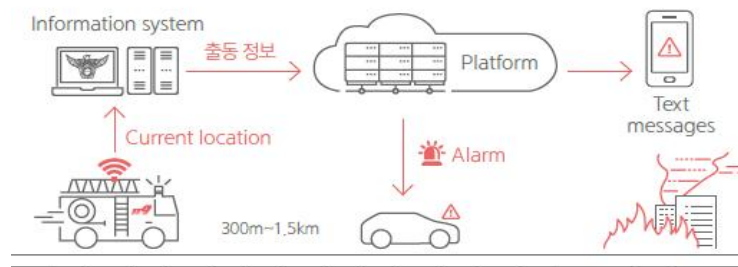 Information system
출동 정보
Platform
Text
messages
Current location
Alarm
300m~1.5km